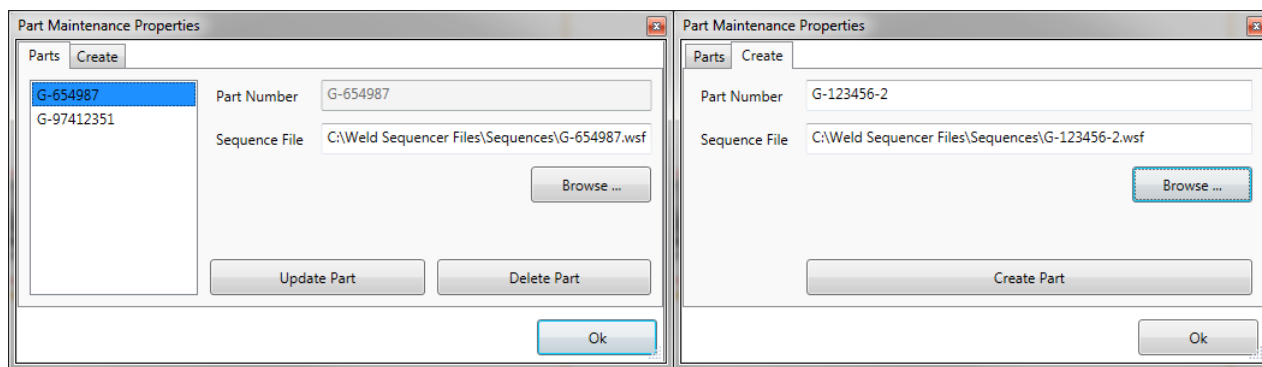 Part Maintenance Properties
Parts Create
G-654987
G-97412351
Part Number G-654987
Sequence File C:\Weld Sequencer Files\Sequences\G-654987.wsf
Browse ...
Update Part Delete Part
Ok
Part Maintenance Properties
Parts Create
Part Number G-123456-2
Sequence File C:\Weld Sequencer Files\Sequences\G-123456-2.wsf
Browse ...
Create Part
Ok